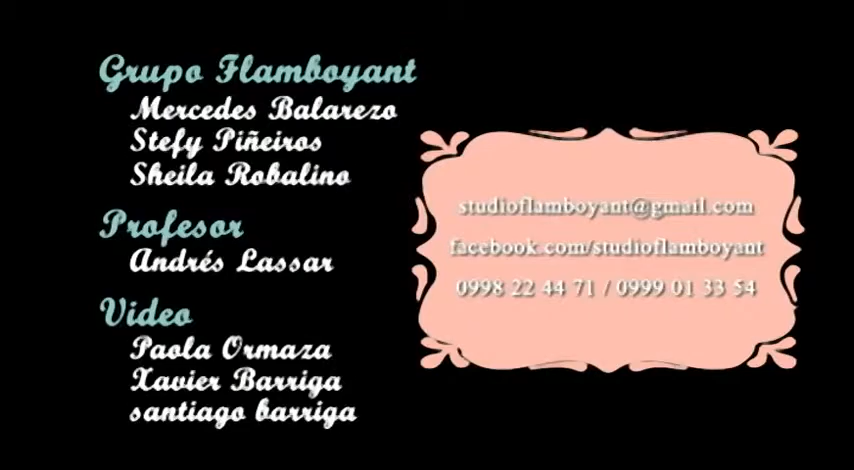 Grupo Flamboyant
Mercedes Balarezo
Stefy Piñeiros
Sheila Robalino
Profesor
Andrés Lassar
Video
Paola Ormaza
Xavier Barriga
santiago barriga
studioflamboyant@gmail.com
facebook.com/studioflamboyant
0998 22 44 71 / 0999 01 33 54